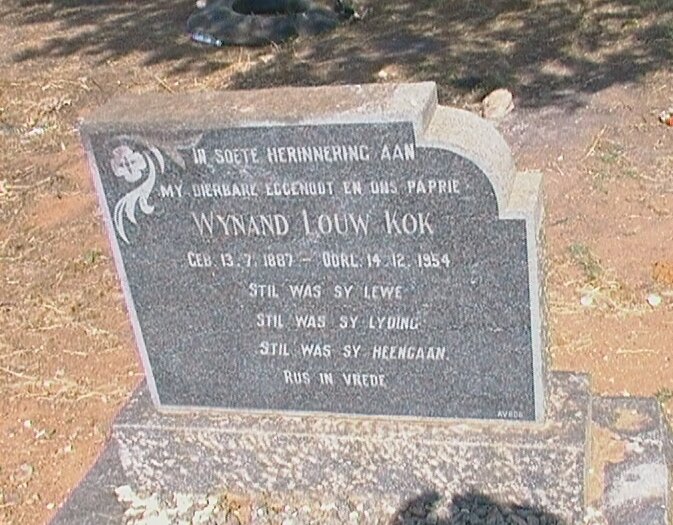 IN SOETE HERINNERING AAN
MY DIERBARE EGGENOOT EN ONS PAPPIE
WYNAND LOUW KOK
GEB. 13.7.1887 – OORL. 14.12.1954
STIL WAS SY LEWE
STIL WAS SY LYDING
STIL WAS SY HEENGAAN.
RUS IN VREDE